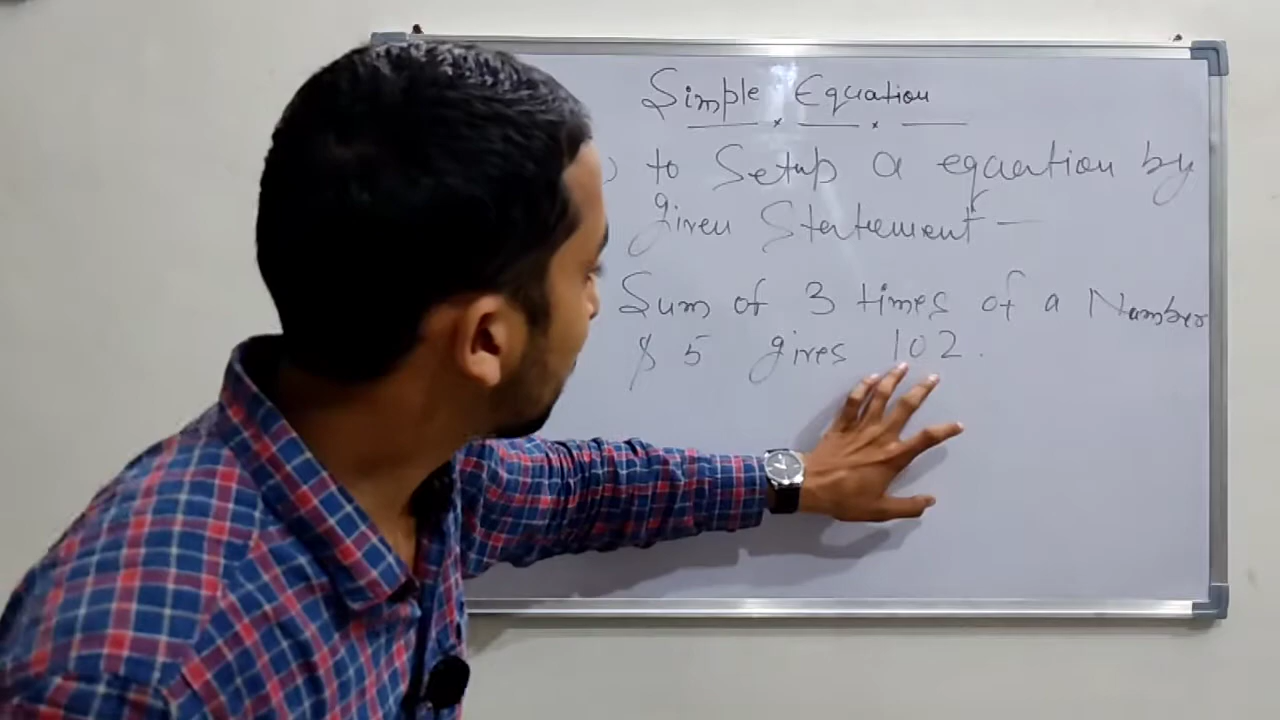 Simple Equation
to Setup a equation by
given Statement -
Sum of 3 times of a Number
& 5 gives 102.